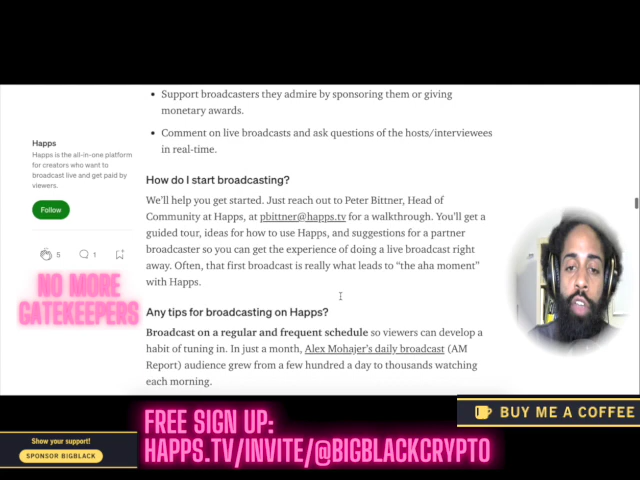 • Support broadcasters they admire by sponsoring them or giving
monetary awards.
• Comment on live broadcasts and ask questions of the hosts/interviewees
in real-time.
Happs
Happs is the all-in-one platform
for creators who want to
broadcast live and get paid by
viewers.
Follow
5 1
How do I start broadcasting?
We'll help you get started. Just reach out to Peter Bittner, Head of
Community at Happs, at pbittner@happs.tv for a walkthrough. You'll get a
guided tour, ideas for how to use Happs, and suggestions for a partner
broadcaster so you can get the experience of doing a live broadcast right
away. Often, that first broadcast is really what leads to “the aha moment”
with Happs.
Any tips for broadcasting on Happs?
Broadcast on a regular and frequent schedule so viewers can develop a
habit of tuning in. In just a month, Alex Mohajer's daily broadcast (AM
Report) audience grew from a few hundred a day to thousands watching
each morning.
NO MORE
GATEKEEPERS
BUY ME A COFFEE
FREE SIGN UP:
HAPPS.TV/INVITE/@BIGBLACKCRYPTO
Show your support!
SPONSOR BIGBLACK